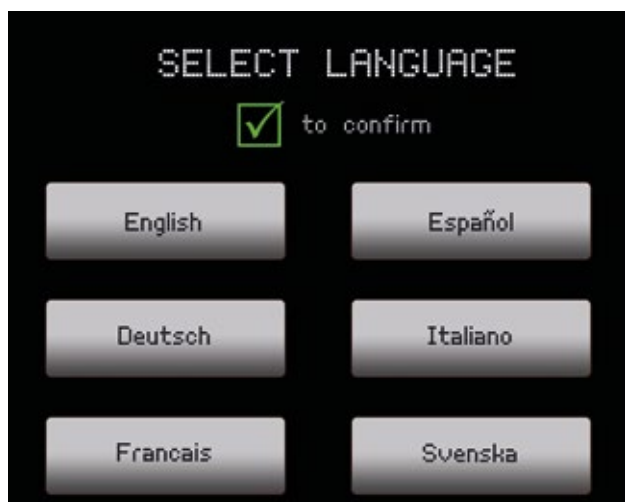 SELECT LANGUAGE
to confirm
English
Español
Deutsch
Italiano
Francais
Svenska